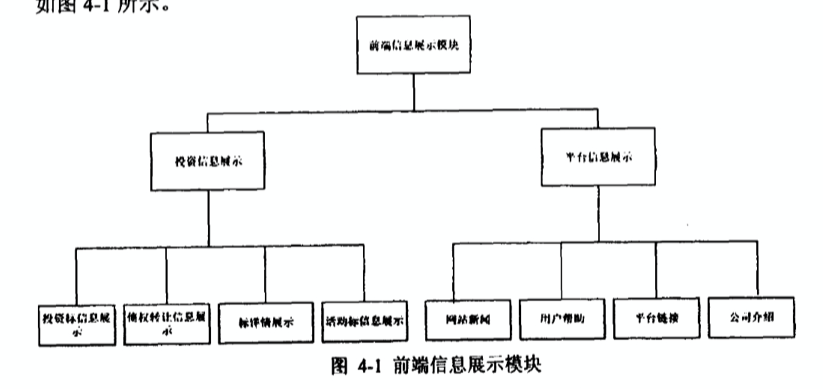 如图 4-1 所示。
前端信息展示模块
投资信息展示
平台信息展示
投资标信息展
示
债权转让信息展
示
标详情展示
活动标信息展示
网站新闻
用户帮助
平台链接
公司介绍
图 4-1 前端信息展示模块